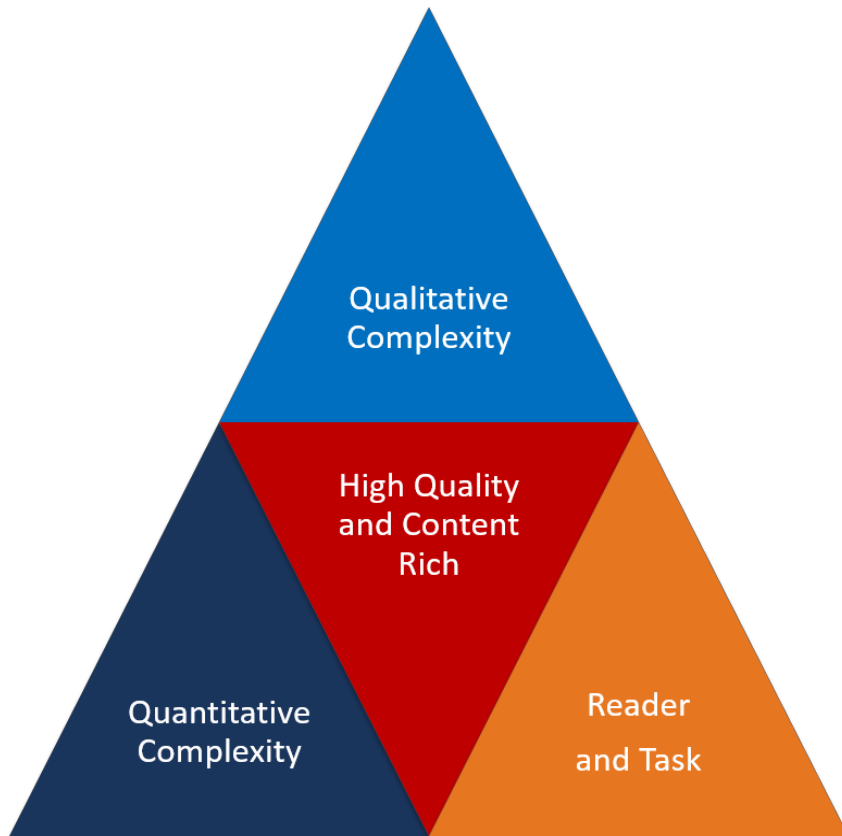 Qualitative
Complexity
High Quality
and Content
Rich
Quantitative
Complexity
Reader
and Task